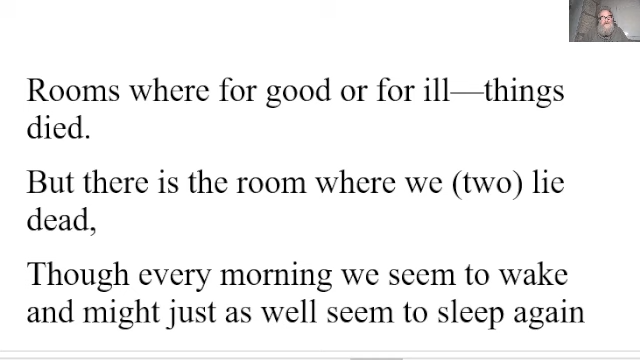 Rooms where for good or for ill—things
died.
But there is the room where we (two) lie
dead,
Though every morning we seem to wake
and might just as well seem to sleep again